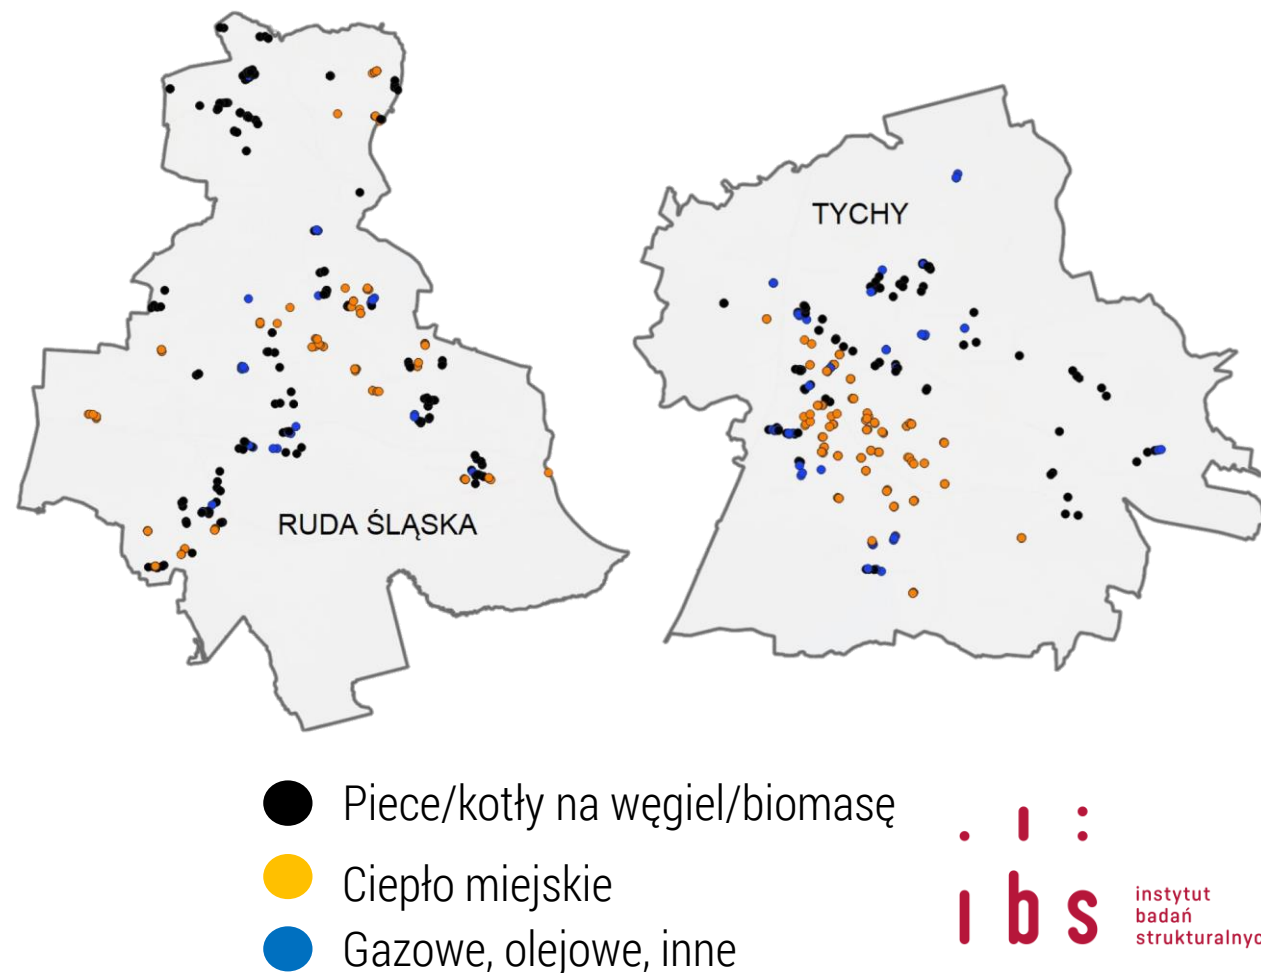 TYCHY
RUDA ŚLĄSKA
Piece/kotły na węgiel/biomasę
Ciepło miejskie
Gazowe, olejowe, inne
ibs
instytut
badań